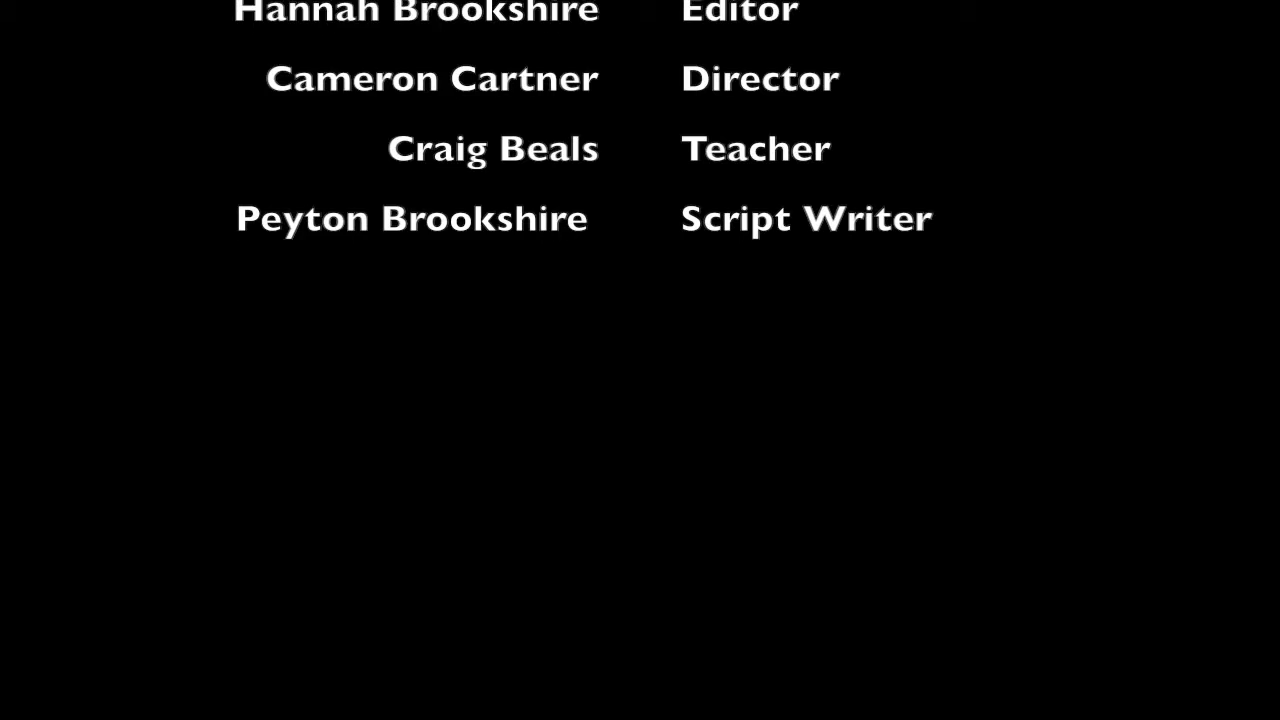 Hannah Brookshire Editor
Cameron Cartner Director
Craig Beals Teacher
Peyton Brookshire Script Writer